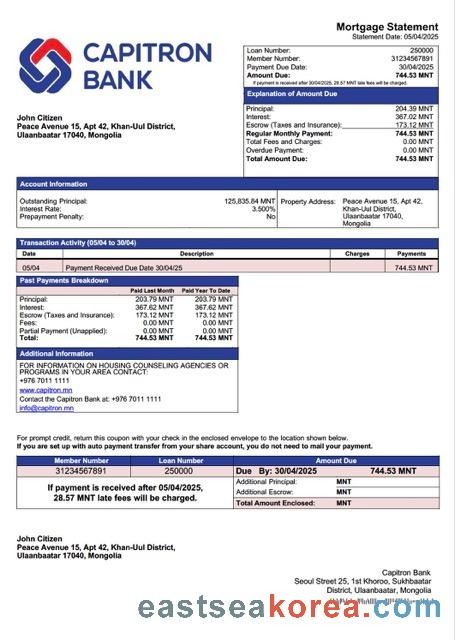 Mortgage Statement
Statement Date: 05/04/2025
CAPITRON
BANK
Loan Number: 250000
Member Number: 31234567891
Payment Due Date: 30/04/2025
Amount Due: 744.53 MNT
If payment is received after 30/04/2025, 28.57 MNT late fees will be charged.
Explanation of Amount Due
Principal: 204.39 MNT
Interest: 367.02 MNT
Escrow (Taxes and Insurance): 173.12 MNT
Regular Monthly Payment: 744.53 MNT
Total Fees and Charges: 0.00 MNT
Overdue Payment: 0.00 MNT
Total Amount Due: 744.53 MNT
John Citizen
Peace Avenue 15, Apt 42, Khan-Uul District,
Ulaanbaatar 17040, Mongolia
Account Information
Outstanding Principal: 125,835.84 MNT
Interest Rate: 3.500%
Prepayment Penalty: No
Property Address: Peace Avenue 15, Apt 42,
Khan-Uul District,
Ulaanbaatar 17040,
Mongolia
Transaction Activity (05/04 to 30/04)
Date Description Charges Payments
05/04 Payment Received Due Date 30/04/25 744.53 MNT
Past Payments Breakdown
Paid Last Month Paid Year To Date
Principal: 203.79 MNT 203.79 MNT
Interest: 367.62 MNT 367.62 MNT
Escrow (Taxes and Insurance): 173.12 MNT 173.12 MNT
Fees: 0.00 MNT 0.00 MNT
Partial Payment (Unapplied): 0.00 MNT 0.00 MNT
Total: 744.53 MNT 744.53 MNT
Additional Information
FOR INFORMATION ON HOUSING COUNSELING AGENCIES OR
PROGRAMS IN YOUR AREA CONTACT:
+976 7011 1111
www.capitron.mn
Contact the Capitron Bank at: +976 7011 1111
info@capitron.mn
For prompt credit, return this coupon with your check in the enclosed envelope to the location shown below.
If you are set up with auto payment transfer from your share account, you do not need to mail your payment.
Member Number Loan Number Amount Due
31234567891 250000 Due By: 30/04/2025 744.53 MNT
If payment is received after 05/04/2025,
28.57 MNT late fees will be charged.
Additional Principal: MNT
Additional Escrow: MNT
Total Amount Enclosed: MNT
John Citizen
Peace Avenue 15, Apt 42, Khan-Uul District,
Ulaanbaatar 17040, Mongolia
Capitron Bank
Seoul Street 25, 1st Khoroo, Sukhbaatar
District, Ulaanbaatar, Mongolia
eastseakorea.com